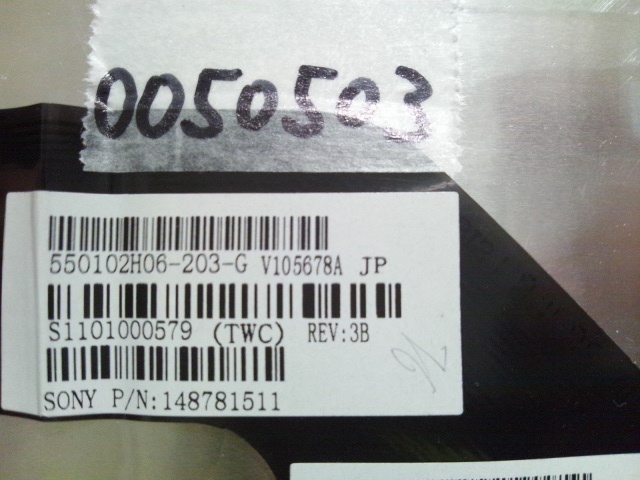 0050503
550102H06-203-G V105678A JP
S1101000579 (TWC) REV:3B
SONY P/N:148781511